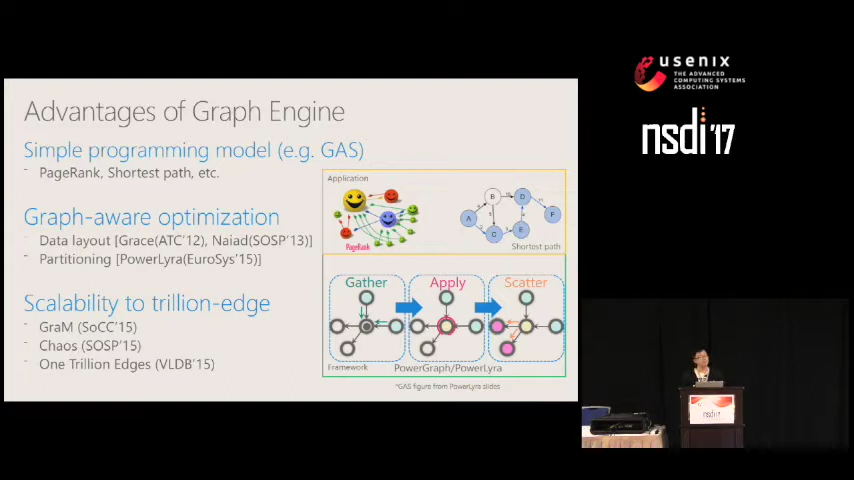 Advantages of Graph Engine
Simple programming model (e.g. GAS)
- PageRank, Shortest path, etc.
Graph-aware optimization
- Data layout [Grace(ATC'12), Naiad(SOSP'13)]
- Partitioning [PowerLyra(EuroSys'15)]
Scalability to trillion-edge
- GraM (SoCC'15)
- Chaos (SOSP'15)
- One Trillion Edges (VLDB'15)
Application
PageRank
A
B
C
D
E
F
Shortest path
Gather
Apply
Scatter
Framework
PowerGraph/PowerLyra
*GAS figure from PowerLyra slides
usenix
THE ADVANCED
COMPUTING SYSTEMS
ASSOCIATION
nsdi '17
nsdi'17